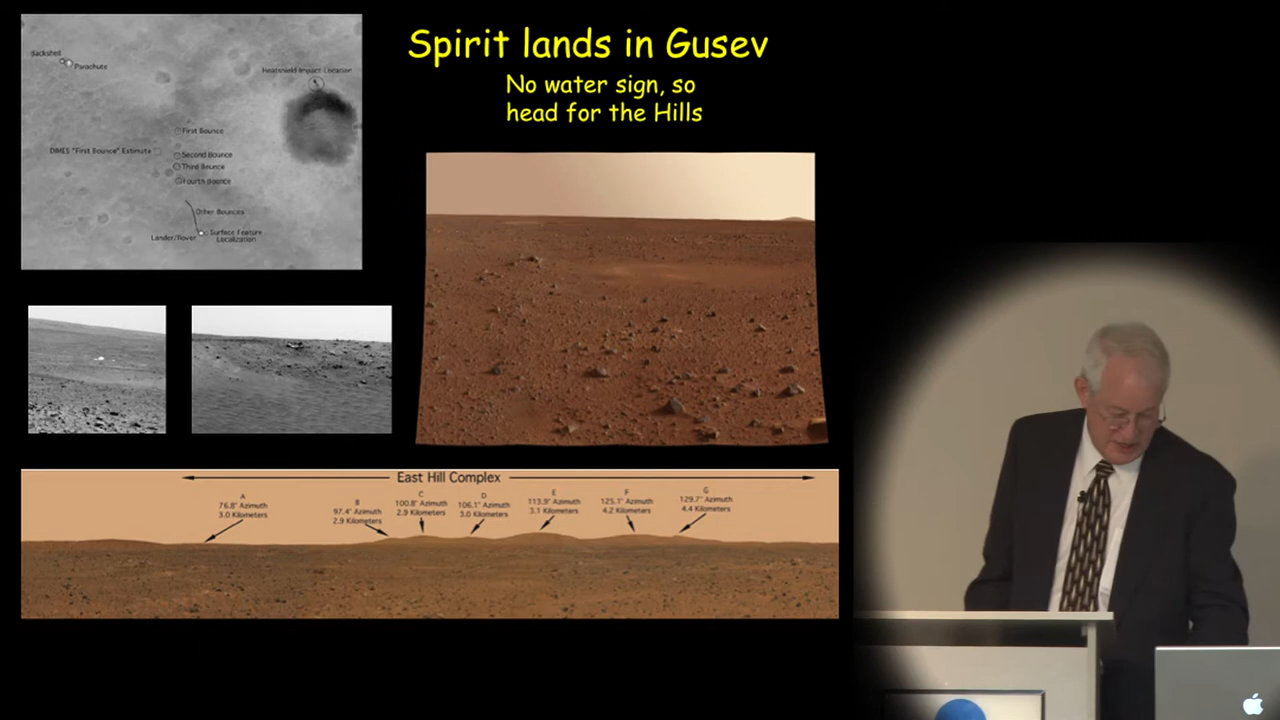 Spirit lands in Gusev
No water sign, so
head for the Hills
Backshell
Parachute
Heatshield Impact Location
First Bounce
DIMES "First Bounce" Estimate
Second Bounce
Third Bounce
Fourth Bounce
Other Bounces
Lander/Rover
Surface Feature
Localization
East Hill Complex
A
76.8° Azimuth
3.0 Kilometers
B
97.4° Azimuth
2.9 Kilometers
C
100.8° Azimuth
2.9 Kilometers
D
106.1° Azimuth
3.0 Kilometers
E
113.9° Azimuth
3.1 Kilometers
F
125.1° Azimuth
4.2 Kilometers
G
129.7° Azimuth
4.4 Kilometers